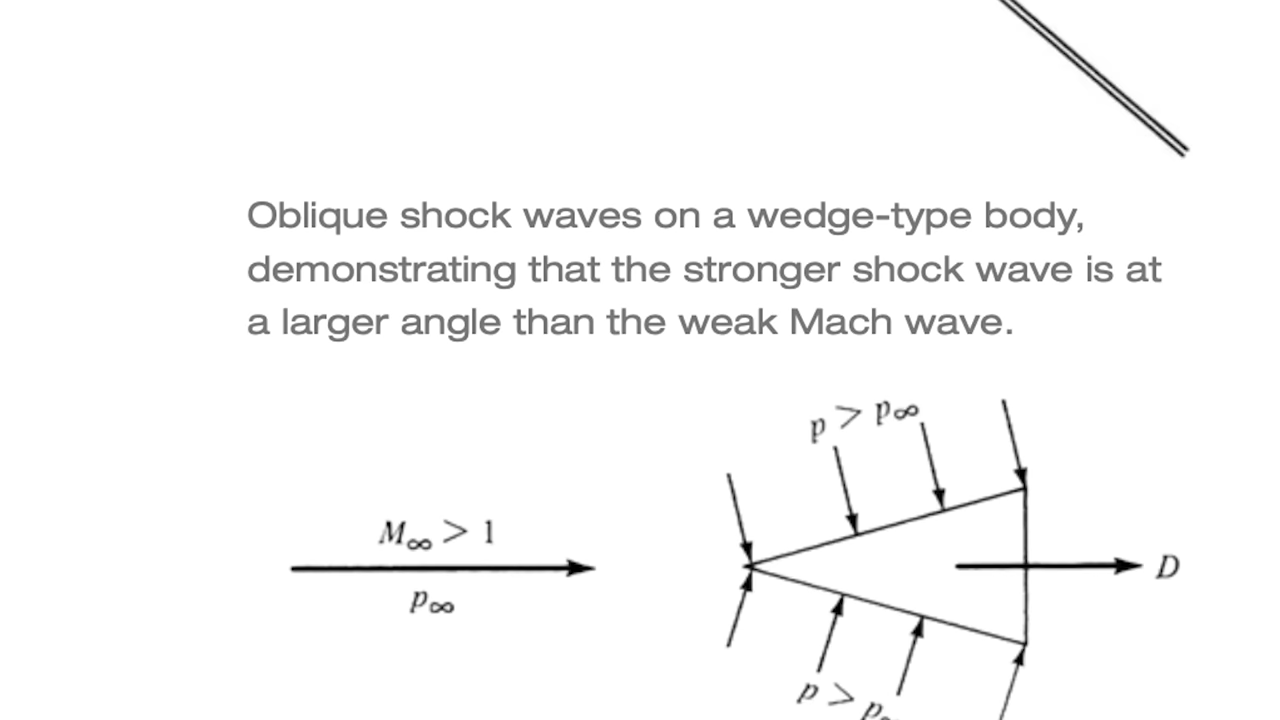 Oblique shock waves on a wedge-type body,
demonstrating that the stronger shock wave is at
a larger angle than the weak Mach wave.
p > p∞
M∞ > 1
p∞
D
p > p∞